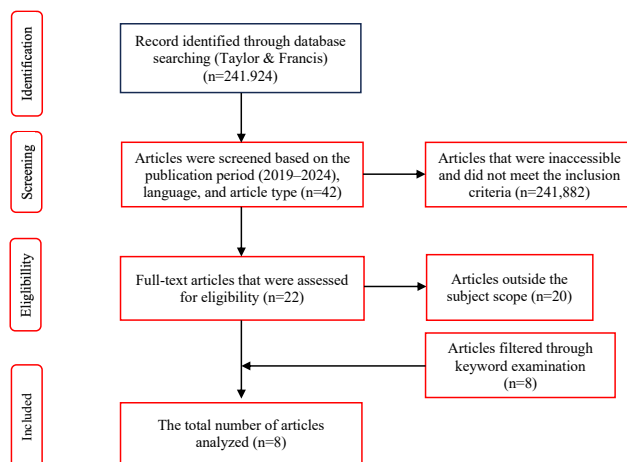 Identification
Record identified through database
searching (Taylor & Francis)
(n=241.924)
Screening
Articles were screened based on the
publication period (2019–2024),
language, and article type (n=42)
Articles that were inaccessible
and did not meet the inclusion
criteria (n=241,882)
Eliglibillity
Full-text articles that were assessed
for eligibility (n=22)
Articles outside the
subject scope (n=20)
Articles filtered through
keyword examination
(n=8)
Included
The total number of articles
analyzed (n=8)